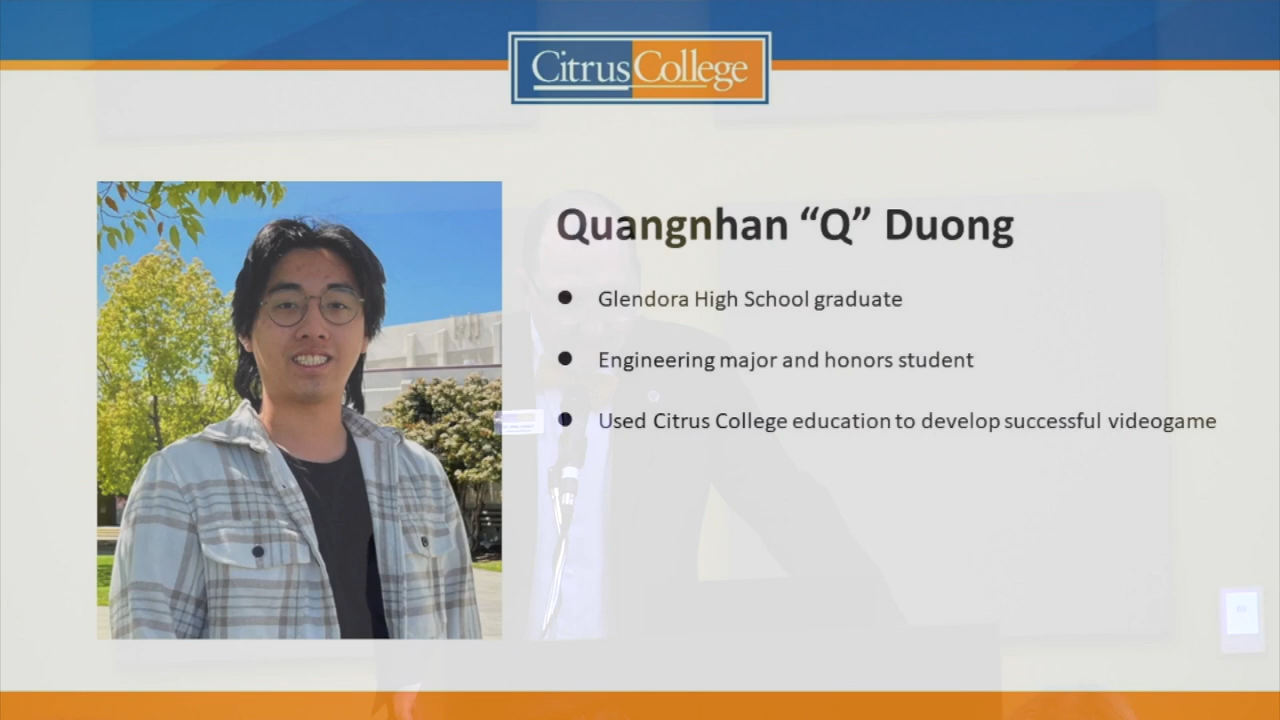 Citrus College
Quangnhan “Q” Duong
● Glendora High School graduate
● Engineering major and honors student
● Used Citrus College education to develop successful videogame